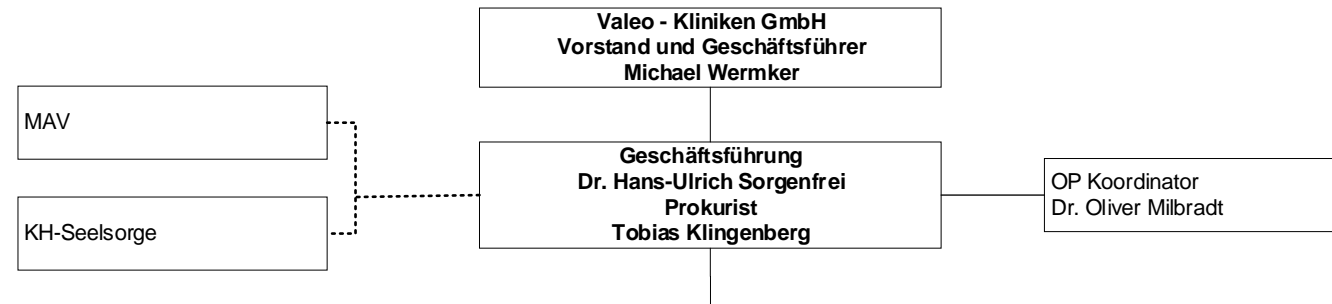 Valeo - Kliniken GmbH
Vorstand und Geschäftsführer
Michael Wermker
MAV
Geschäftsführung
Dr. Hans-Ulrich Sorgenfrei
Prokurist
Tobias Klingenberg
OP Koordinator
Dr. Oliver Milbradt
KH-Seelsorge